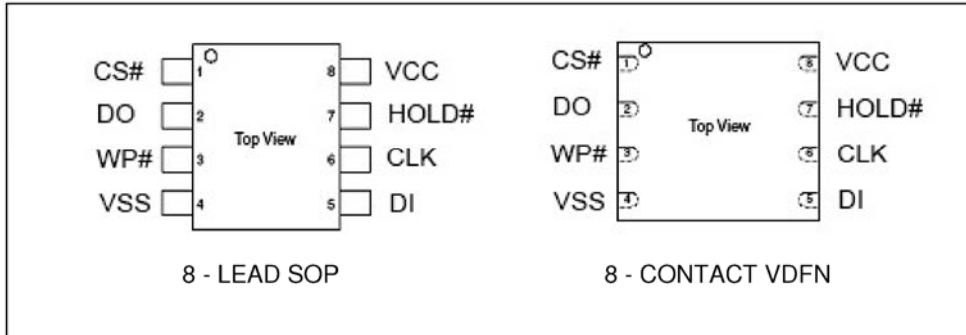 CS# 1 8 VCC
DO 2 7 HOLD#
Top View
WP# 3 6 CLK
VSS 4 5 DI
8 - LEAD SOP
CS# 1 8 VCC
DO 2 7 HOLD#
Top View
WP# 3 6 CLK
VSS 4 5 DI
8 - CONTACT VDFN